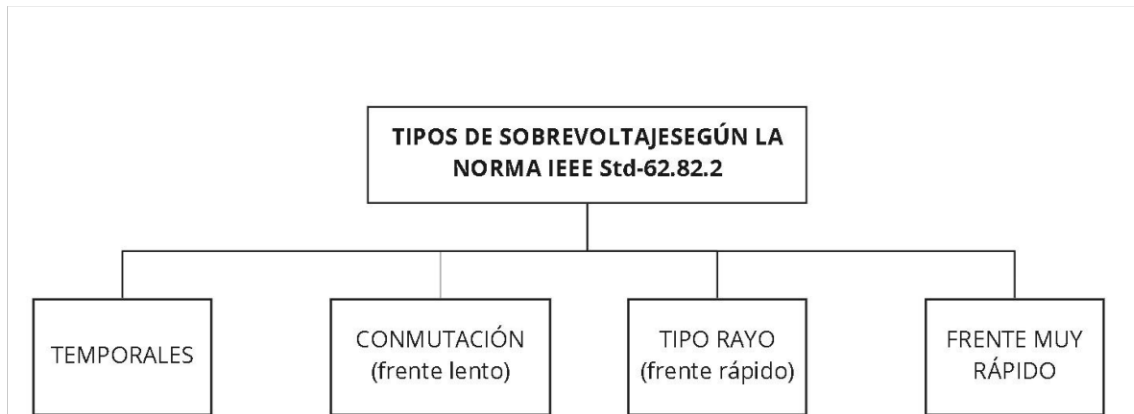 TIPOS DE SOBREVOLTAJESEGÚN LA
NORMA IEEE Std-62.82.2
TEMPORALES
CONMUTACIÓN
(frente lento)
TIPO RAYO
(frente rápido)
FRENTE MUY
RÁPIDO